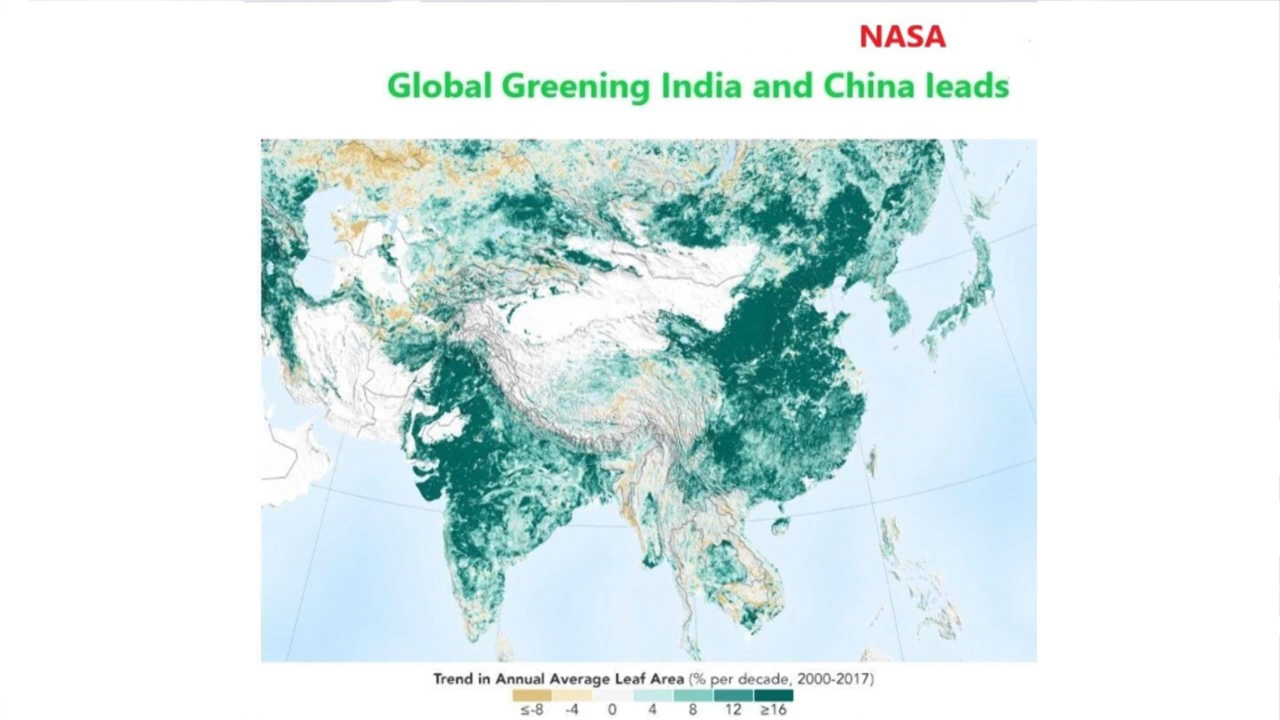 NASA
Global Greening India and China leads
Trend in Annual Average Leaf Area (% per decade, 2000-2017)
≤-8 -4 0 4 8 12 ≥16